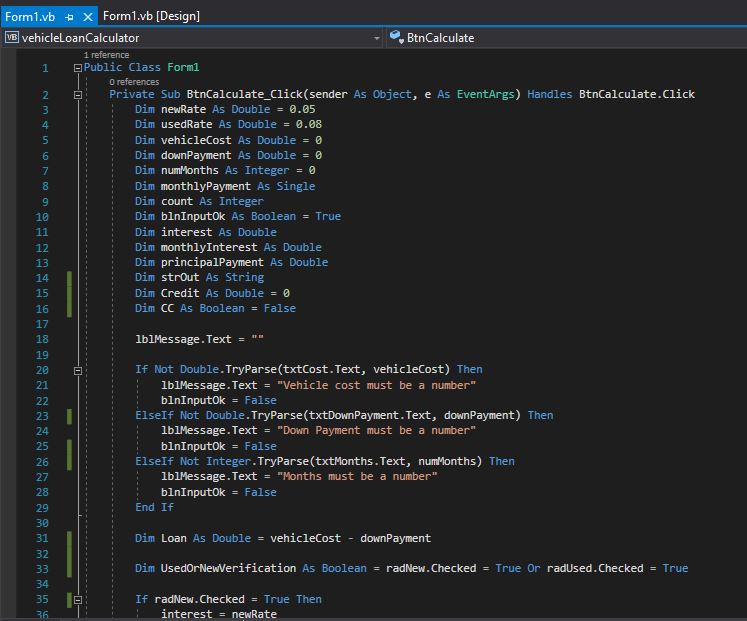 Form1.vb Form1.vb [Design]
VB vehicleLoanCalculator BtnCalculate
1 reference
1 Public Class Form1
0 references
2 Private Sub BtnCalculate_Click(sender As Object, e As EventArgs) Handles BtnCalculate.Click
3 Dim newRate As Double = 0.05
4 Dim usedRate As Double = 0.08
5 Dim vehicleCost As Double = 0
6 Dim downPayment As Double = 0
7 Dim numMonths As Integer = 0
8 Dim monthlyPayment As Single
9 Dim count As Integer
10 Dim blnInputOk As Boolean = True
11 Dim interest As Double
12 Dim monthlyInterest As Double
13 Dim principalPayment As Double
14 Dim strOut As String
15 Dim Credit As Double = 0
16 Dim CC As Boolean = False
17
18 lblMessage.Text = ""
19
20 If Not Double.TryParse(txtCost.Text, vehicleCost) Then
21 lblMessage.Text = "Vehicle cost must be a number"
22 blnInputOk = False
23 ElseIf Not Double.TryParse(txtDownPayment.Text, downPayment) Then
24 lblMessage.Text = "Down Payment must be a number"
25 blnInputOk = False
26 ElseIf Not Integer.TryParse(txtMonths.Text, numMonths) Then
27 lblMessage.Text = "Months must be a number"
28 blnInputOk = False
29 End If
30
31 Dim Loan As Double = vehicleCost - downPayment
32
33 Dim UsedOrNewVerification As Boolean = radNew.Checked = True Or radUsed.Checked = True
34
35 If radNew.Checked = True Then
36 interest = newRate